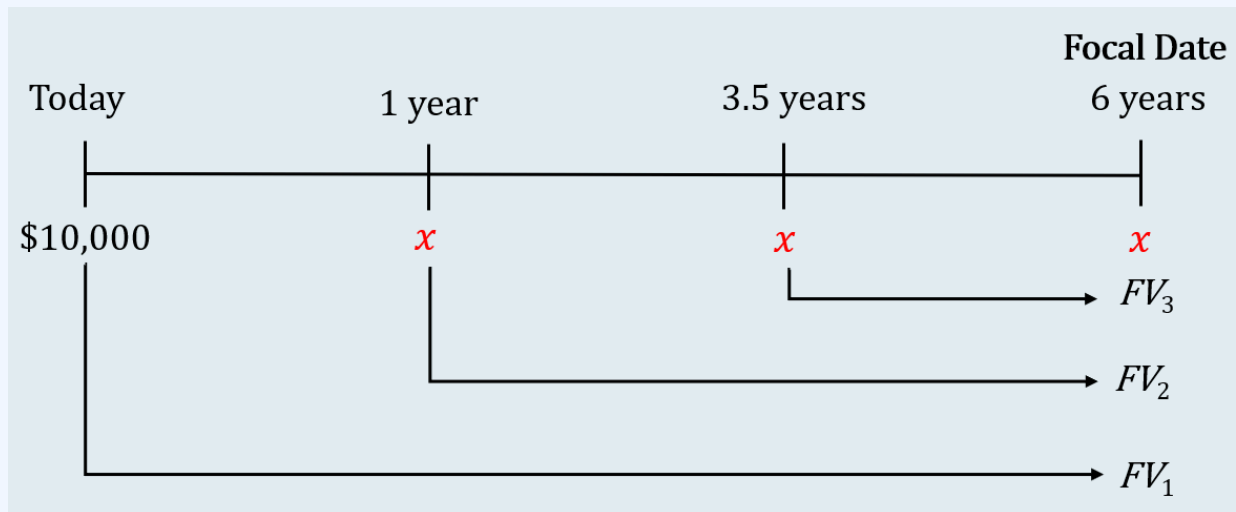 Focal Date
Today 1 year 3.5 years 6 years
$10,000 x x x
FV₃
FV₂
FV₁